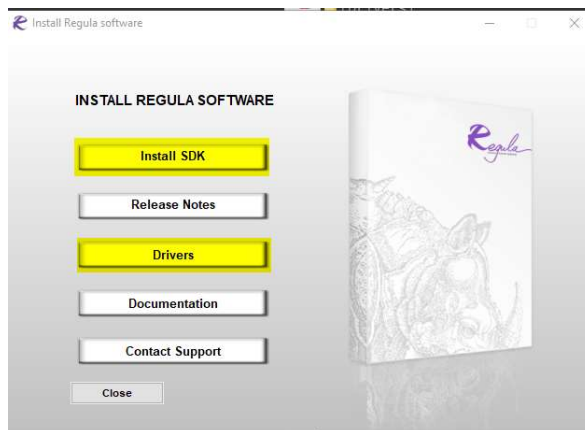 Install Regula software
INSTALL REGULA SOFTWARE
Install SDK
Regula
Release Notes
Drivers
Documentation
Contact Support
Close